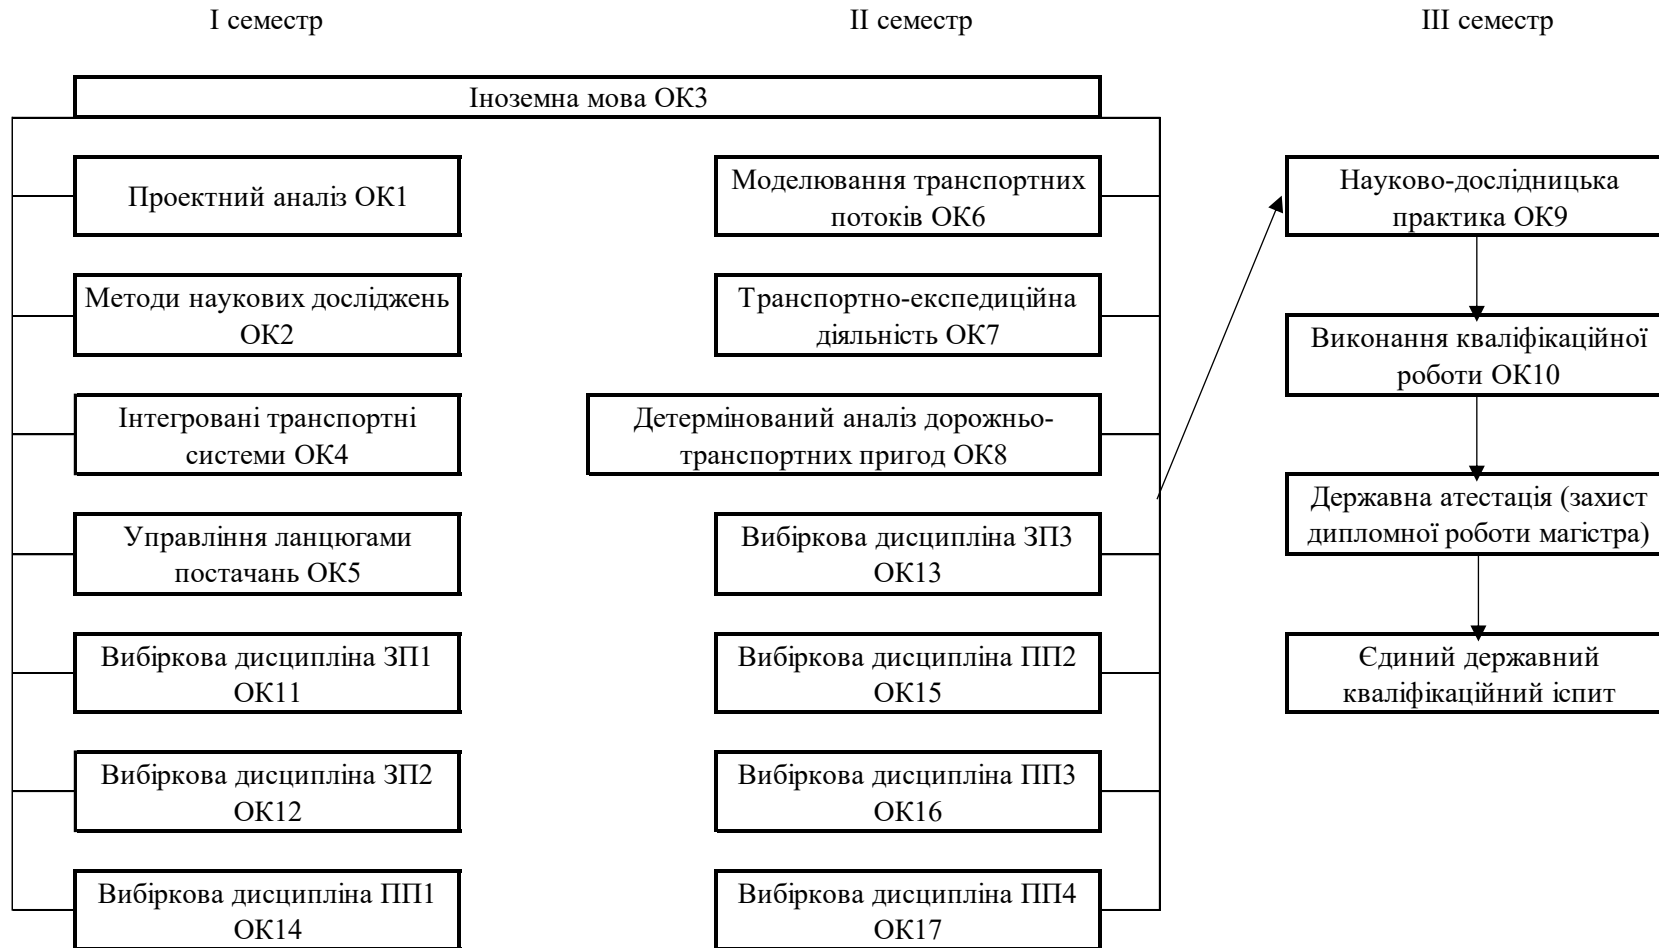 І семестр
ІІ семестр
ІІІ семестр
Іноземна мова ОК3
Проектний аналіз ОК1
Моделювання транспортних
потоків ОК6
Науково-дослідницька
практика ОК9
Методи наукових досліджень
ОК2
Транспортно-експедиційна
діяльність ОК7
Виконання кваліфікаційної
роботи ОК10
Інтегровані транспортні
системи ОК4
Детермінований аналіз дорожньо-
транспортних пригод ОК8
Державна атестація (захист
дипломної роботи магістра)
Управління ланцюгами
постачань ОК5
Вибіркова дисципліна ЗП3
ОК13
Вибіркова дисципліна ЗП1
ОК11
Вибіркова дисципліна ПП2
ОК15
Єдиний державний
кваліфікаційний іспит
Вибіркова дисципліна ЗП2
ОК12
Вибіркова дисципліна ПП3
ОК16
Вибіркова дисципліна ПП1
ОК14
Вибіркова дисципліна ПП4
ОК17